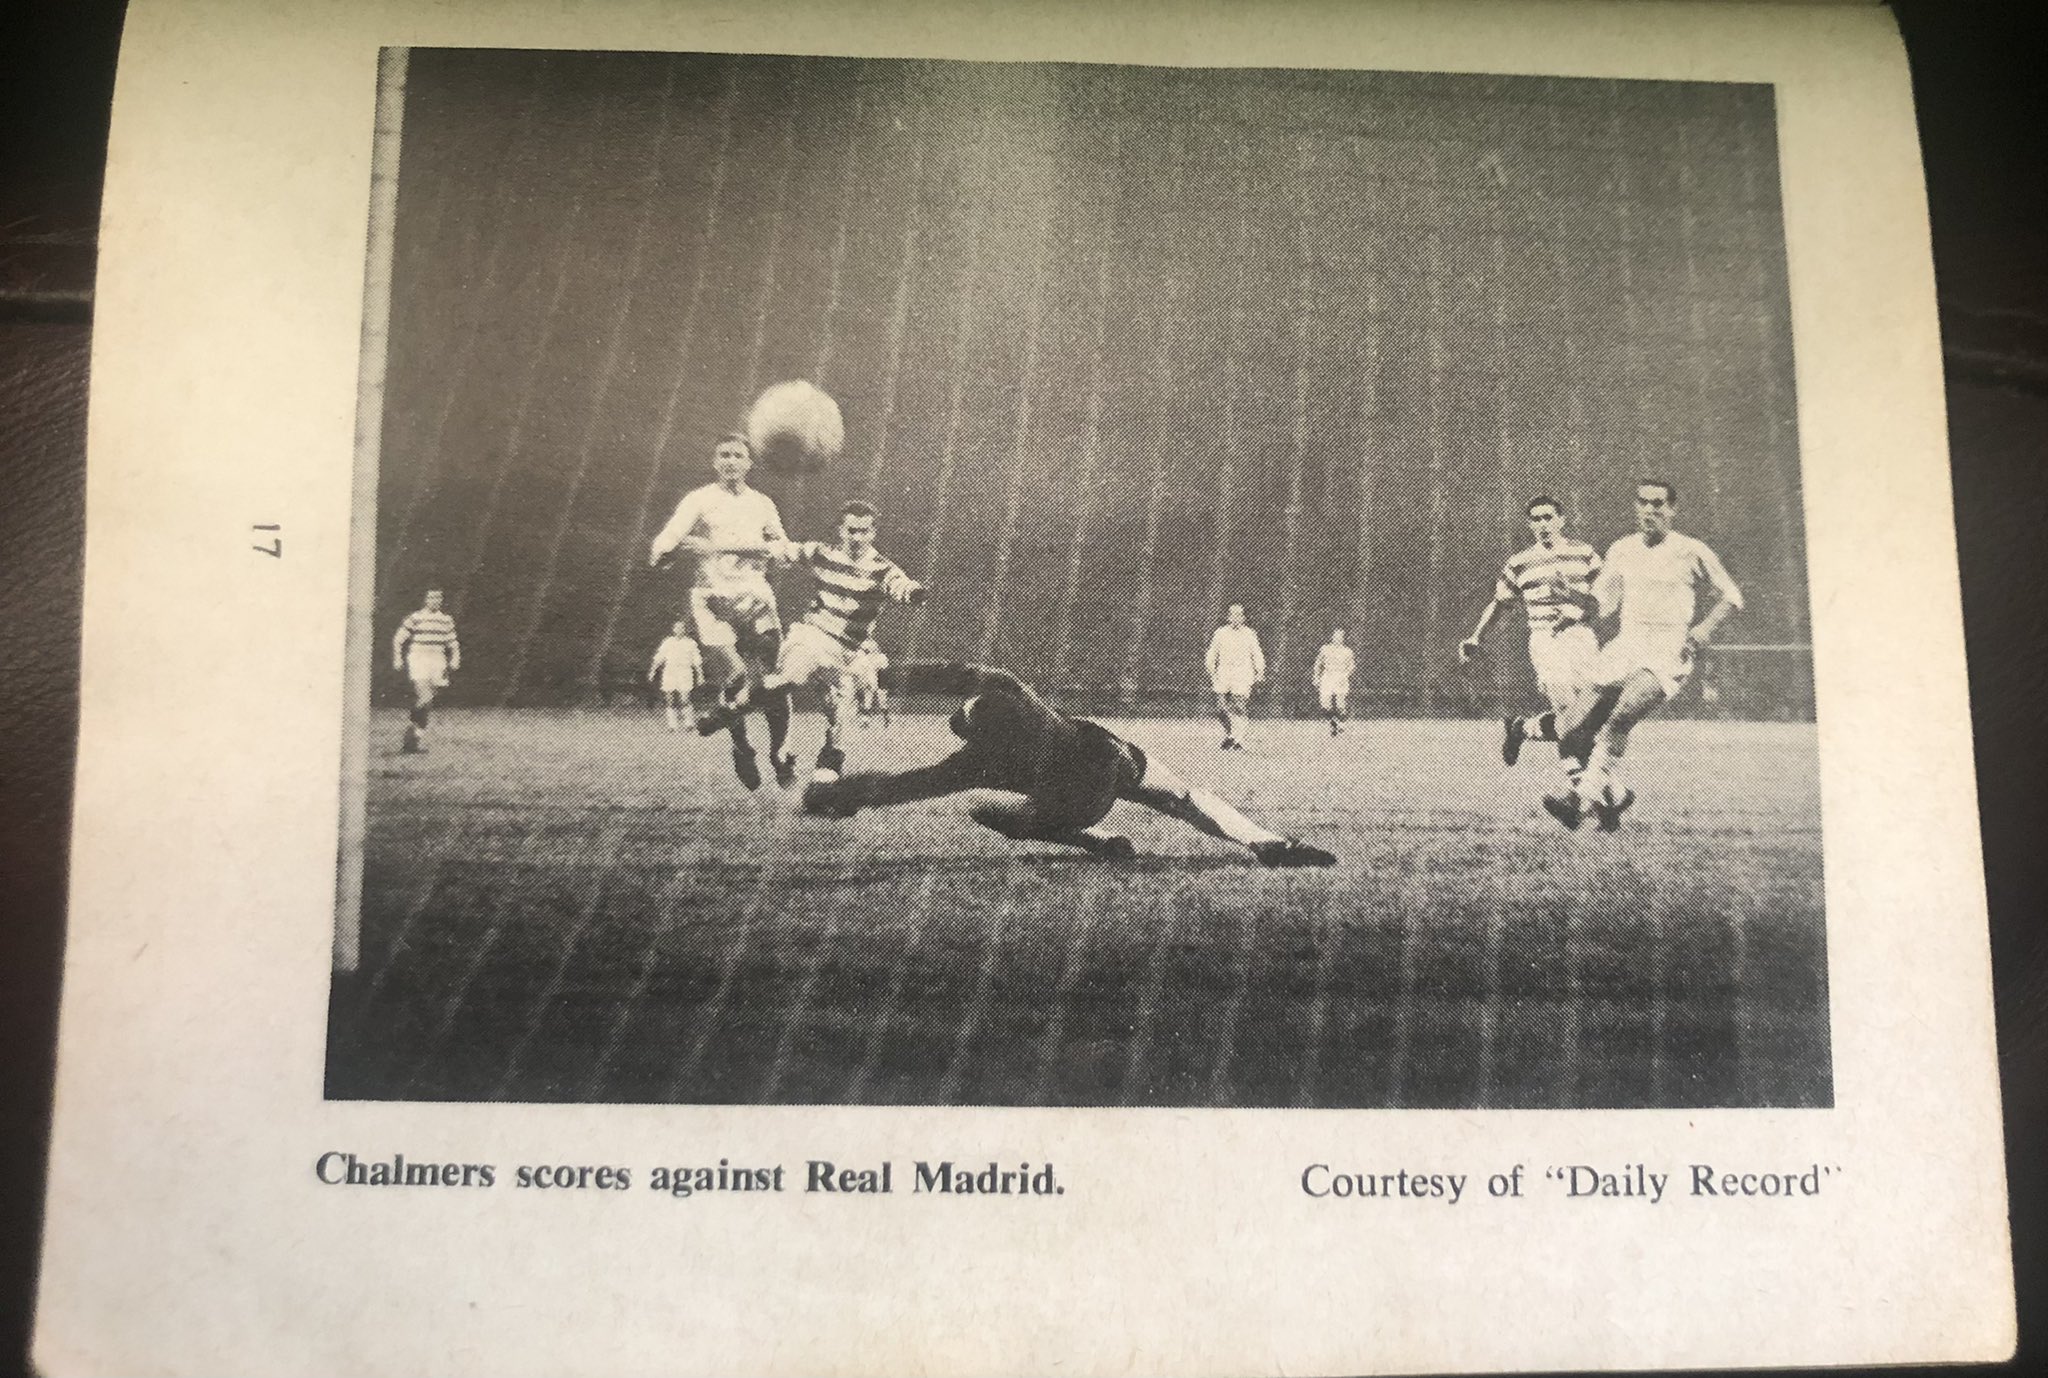 17
Chalmers scores against Real Madrid.
Courtesy of “Daily Record”